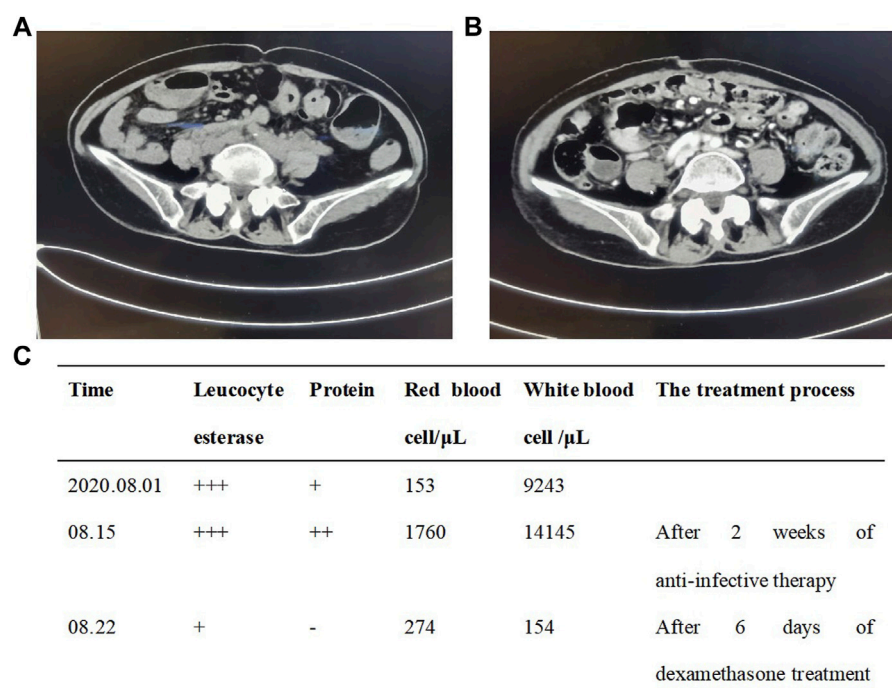 A B
C
Time Leucocyte Protein Red blood White blood The treatment process
esterase cell/μL cell /μL
2020.08.01 +++ + 153 9243
08.15 +++ ++ 1760 14145 After 2 weeks of
anti-infective therapy
08.22 + - 274 154 After 6 days of
dexamethasone treatment